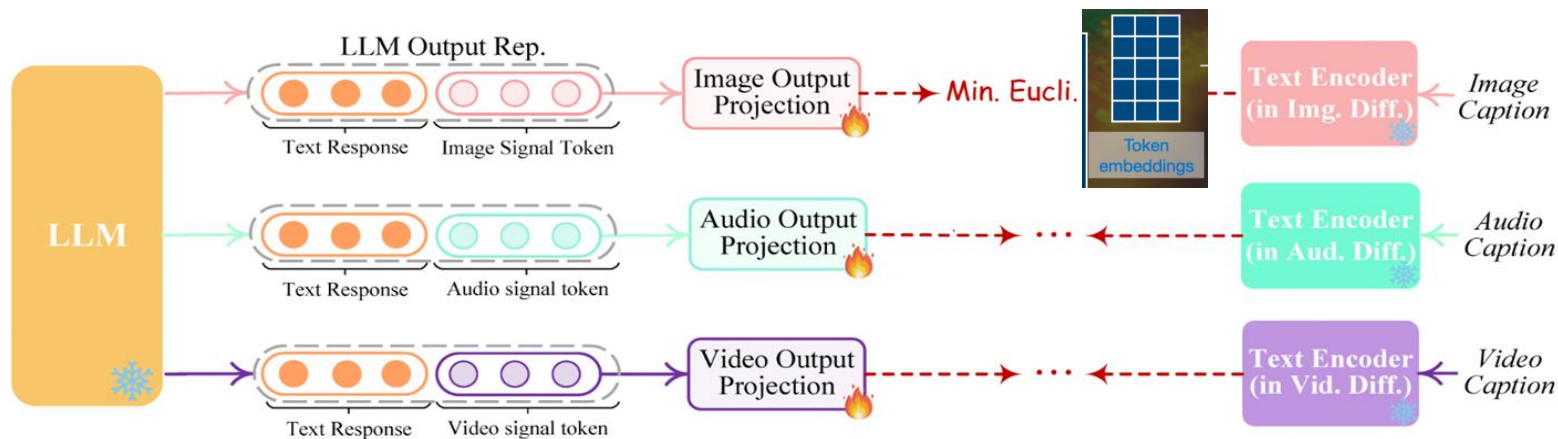 LLM
LLM Output Rep.
Text Response
Image Signal Token
Image Output
Projection
Min. Eucli.
Token
embeddings
Text Encoder
(in Img. Diff.)
Image
Caption
Text Response
Audio signal token
Audio Output
Projection
...
Text Encoder
(in Aud. Diff.)
Audio
Caption
Text Response
Video signal token
Video Output
Projection
...
Text Encoder
(in Vid. Diff.)
Video
Caption